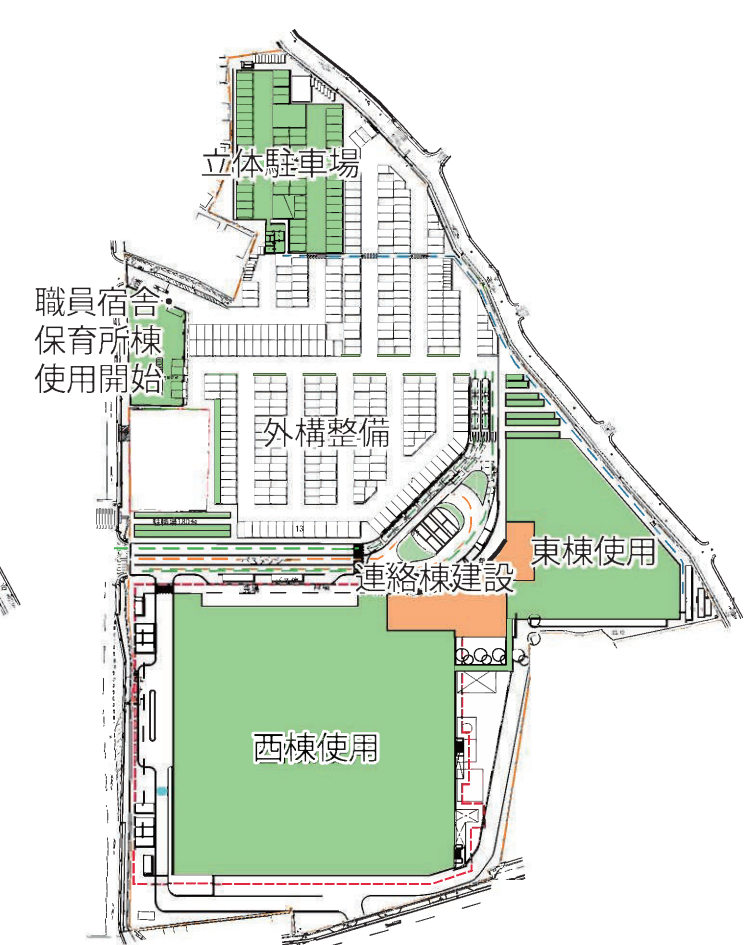 立体駐車場
職員宿舎
保育所棟
使用開始
外構整備
13
東棟使用
連絡棟建設
西棟使用